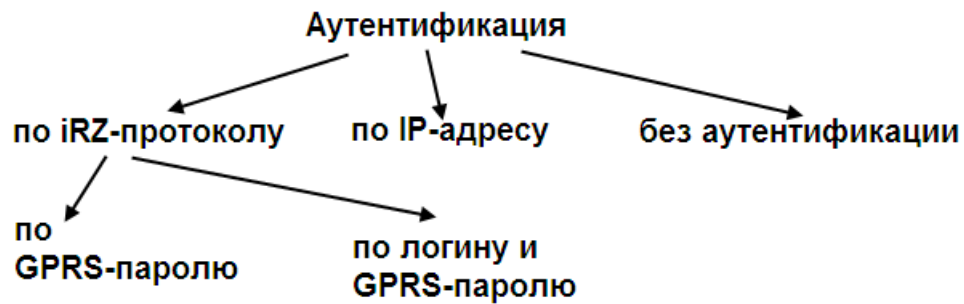 Аутентификация
по iRZ-протоколу
по IP-адресу
без аутентификации
по
GPRS-паролю
по логину и
GPRS-паролю